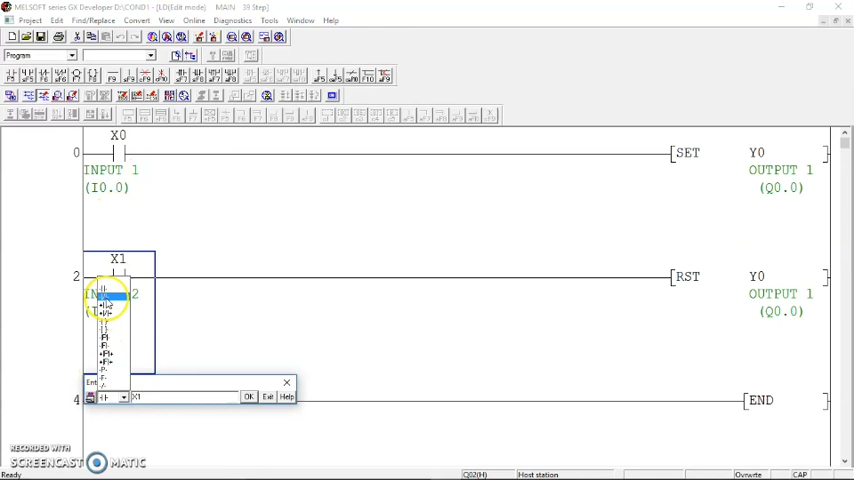 MELSOFT series GX Developer D:\COND1 - [LD(Edit mode) MAIN 39 Step]
Project Edit Find/Replace Convert View Online Diagnostics Tools Window Help
Program
X0
0 SET Y0
INPUT 1 OUTPUT 1
(I0.0) (Q0.0)
X1
2 RST Y0
OUTPUT 1
(Q0.0)
X1 OK Exit Help
4 END
RECORDED WITH
SCREENCAST MATIC
Ready Q02(H) Host station Ovrwrte CAP